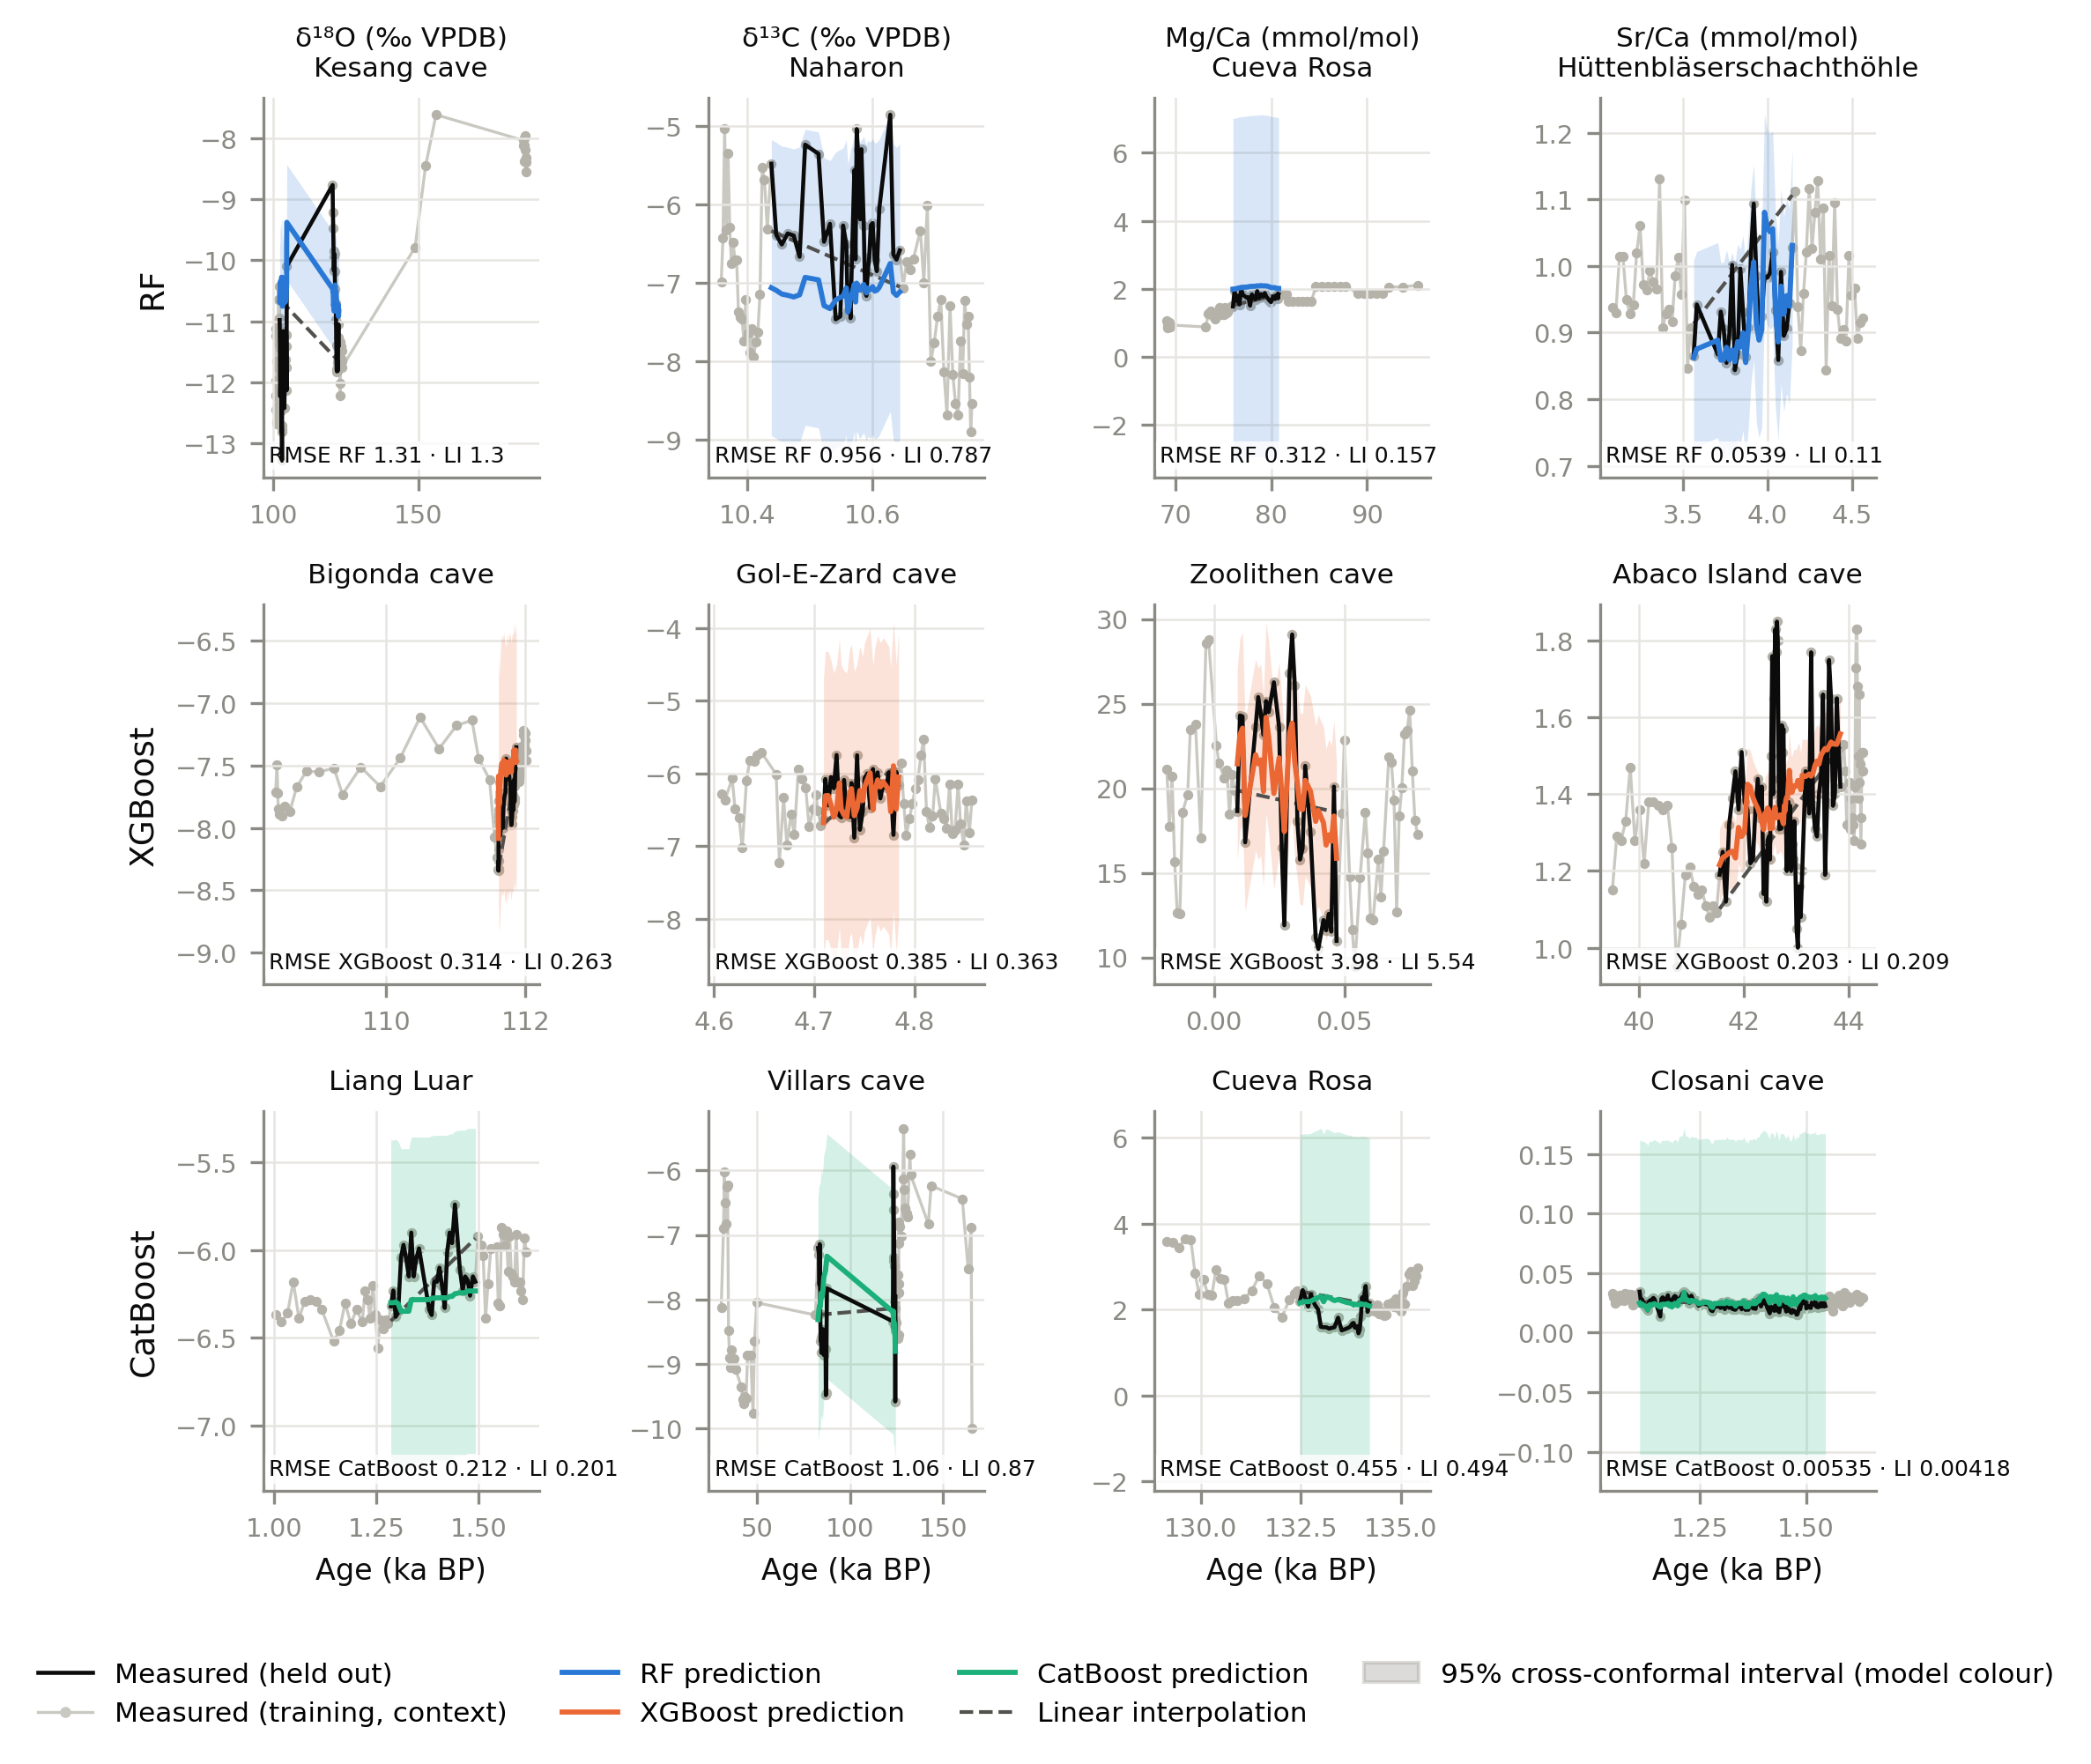 δ¹⁸O (‰ VPDB)
Kesang cave
δ¹³C (‰ VPDB)
Naharon
Mg/Ca (mmol/mol)
Cueva Rosa
Sr/Ca (mmol/mol)
Hüttenbläserschachthöhle
RF
−8
−9
−10
−11
−12
−13
RMSE RF 1.31 · LI 1.3
100
150
−5
−6
−7
−8
−9
RMSE RF 0.956 · LI 0.787
10.4
10.6
6
4
2
0
−2
RMSE RF 0.312 · LI 0.157
70
80
90
1.2
1.1
1.0
0.9
0.8
0.7
RMSE RF 0.0539 · LI 0.11
3.5
4.0
4.5
XGBoost
Bigonda cave
−6.5
−7.0
−7.5
−8.0
−8.5
−9.0
RMSE XGBoost 0.314 · LI 0.263
110
112
Gol-E-Zard cave
−4
−5
−6
−7
−8
RMSE XGBoost 0.385 · LI 0.363
4.6
4.7
4.8
Zoolithen cave
30
25
20
15
10
RMSE XGBoost 3.98 · LI 5.54
0.00
0.05
Abaco Island cave
1.8
1.6
1.4
1.2
1.0
RMSE XGBoost 0.203 · LI 0.209
40
42
44
CatBoost
Liang Luar
−5.5
−6.0
−6.5
−7.0
RMSE CatBoost 0.212 · LI 0.201
1.00
1.25
1.50
Age (ka BP)
Villars cave
−6
−7
−8
−9
−10
RMSE CatBoost 1.06 · LI 0.87
50
100
150
Age (ka BP)
Cueva Rosa
6
4
2
0
−2
RMSE CatBoost 0.455 · LI 0.494
130.0
132.5
135.0
Age (ka BP)
Closani cave
0.15
0.10
0.05
0.00
−0.05
−0.10
RMSE CatBoost 0.00535 · LI 0.00418
1.25
1.50
Age (ka BP)
Measured (held out)
Measured (training, context)
RF prediction
XGBoost prediction
CatBoost prediction
Linear interpolation
95% cross-conformal interval (model colour)